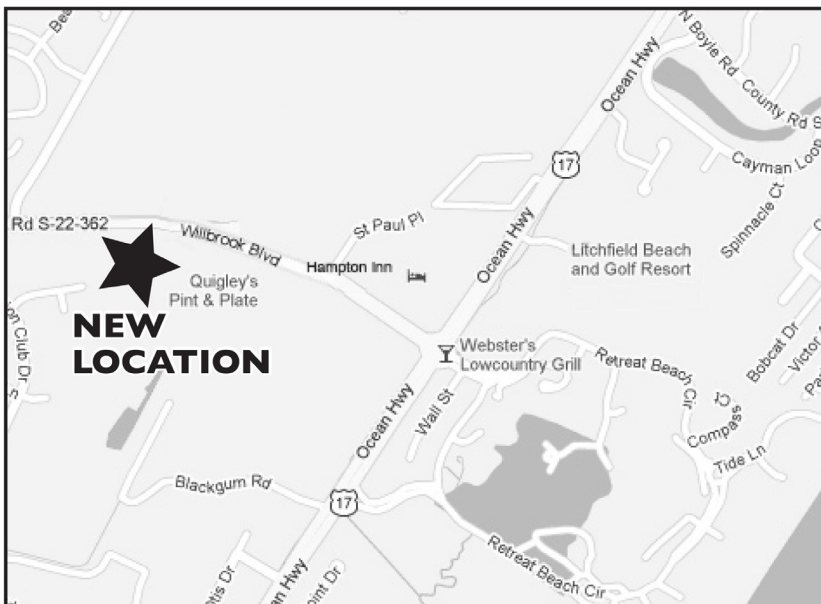 N Boyle Rd
County Rd S
Ocean Hwy
17
Cayman Loop
Spinnacle Ct
Rd S-22-362
Willbrook Blvd
St Paul Pl
Hampton Inn
Ocean Hwy
Litchfield Beach
and Golf Resort
Quigley's
Pint & Plate
NEW
LOCATION
Club Dr
Webster's
Lowcountry Grill
Retreat Beach Cir
Bobcat Dr
Victor
Compass Ct
Tide Ln
Ocean Hwy
Wall St
Blackgum Rd
17
Retreat Beach Cir
Hwy
Dr